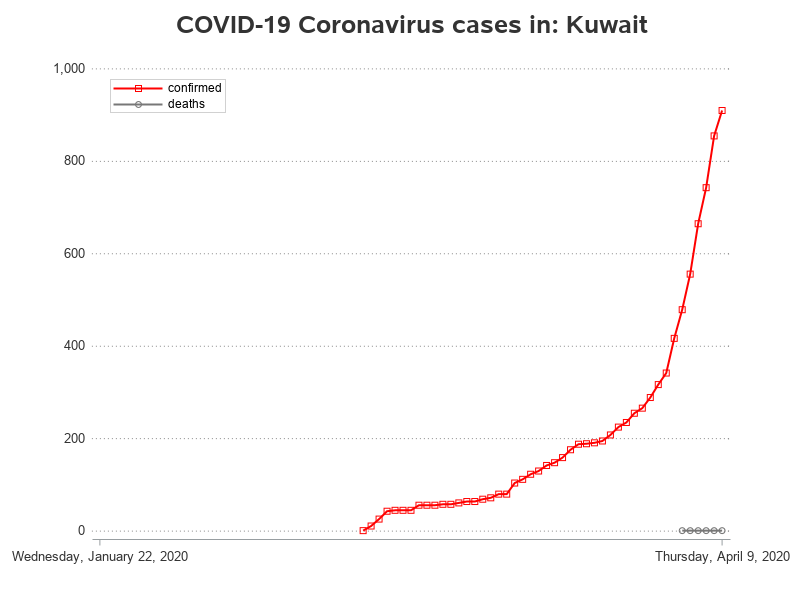 COVID-19 Coronavirus cases in: Kuwait
1,000
confirmed
deaths
800
600
400
200
0
Wednesday, January 22, 2020 Thursday, April 9, 2020